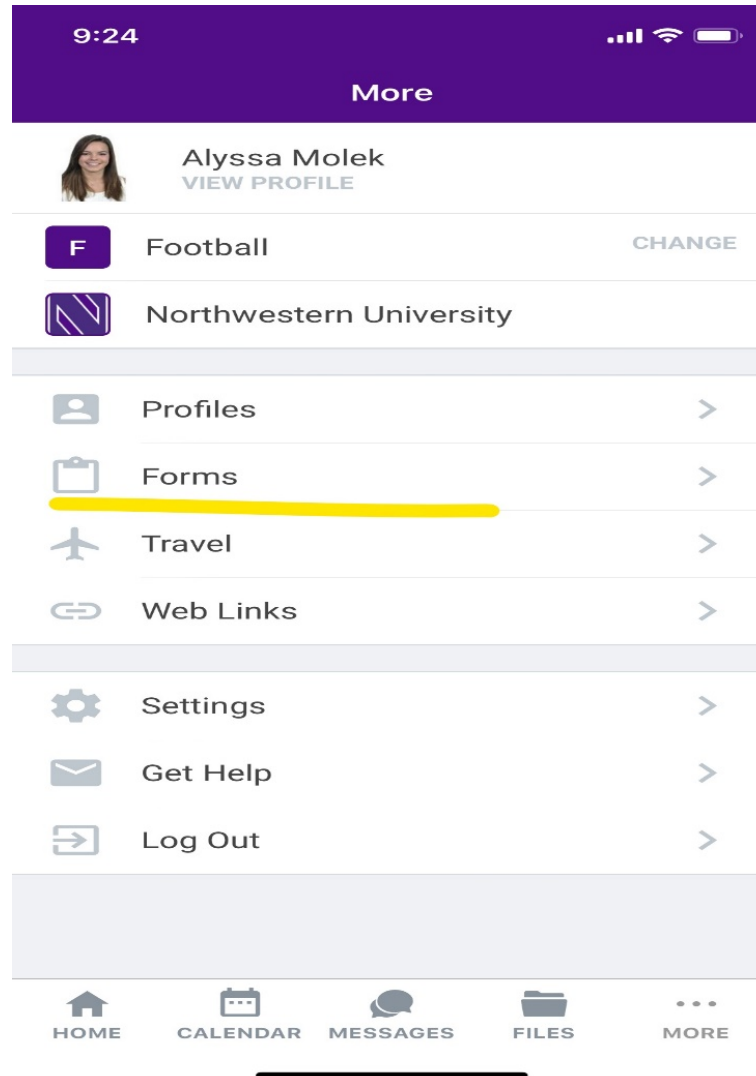 9:24
More
Alyssa Molek
VIEW PROFILE
F
Football
CHANGE
N
Northwestern University
Profiles
Forms
Travel
Web Links
Settings
Get Help
Log Out
HOME CALENDAR MESSAGES FILES MORE